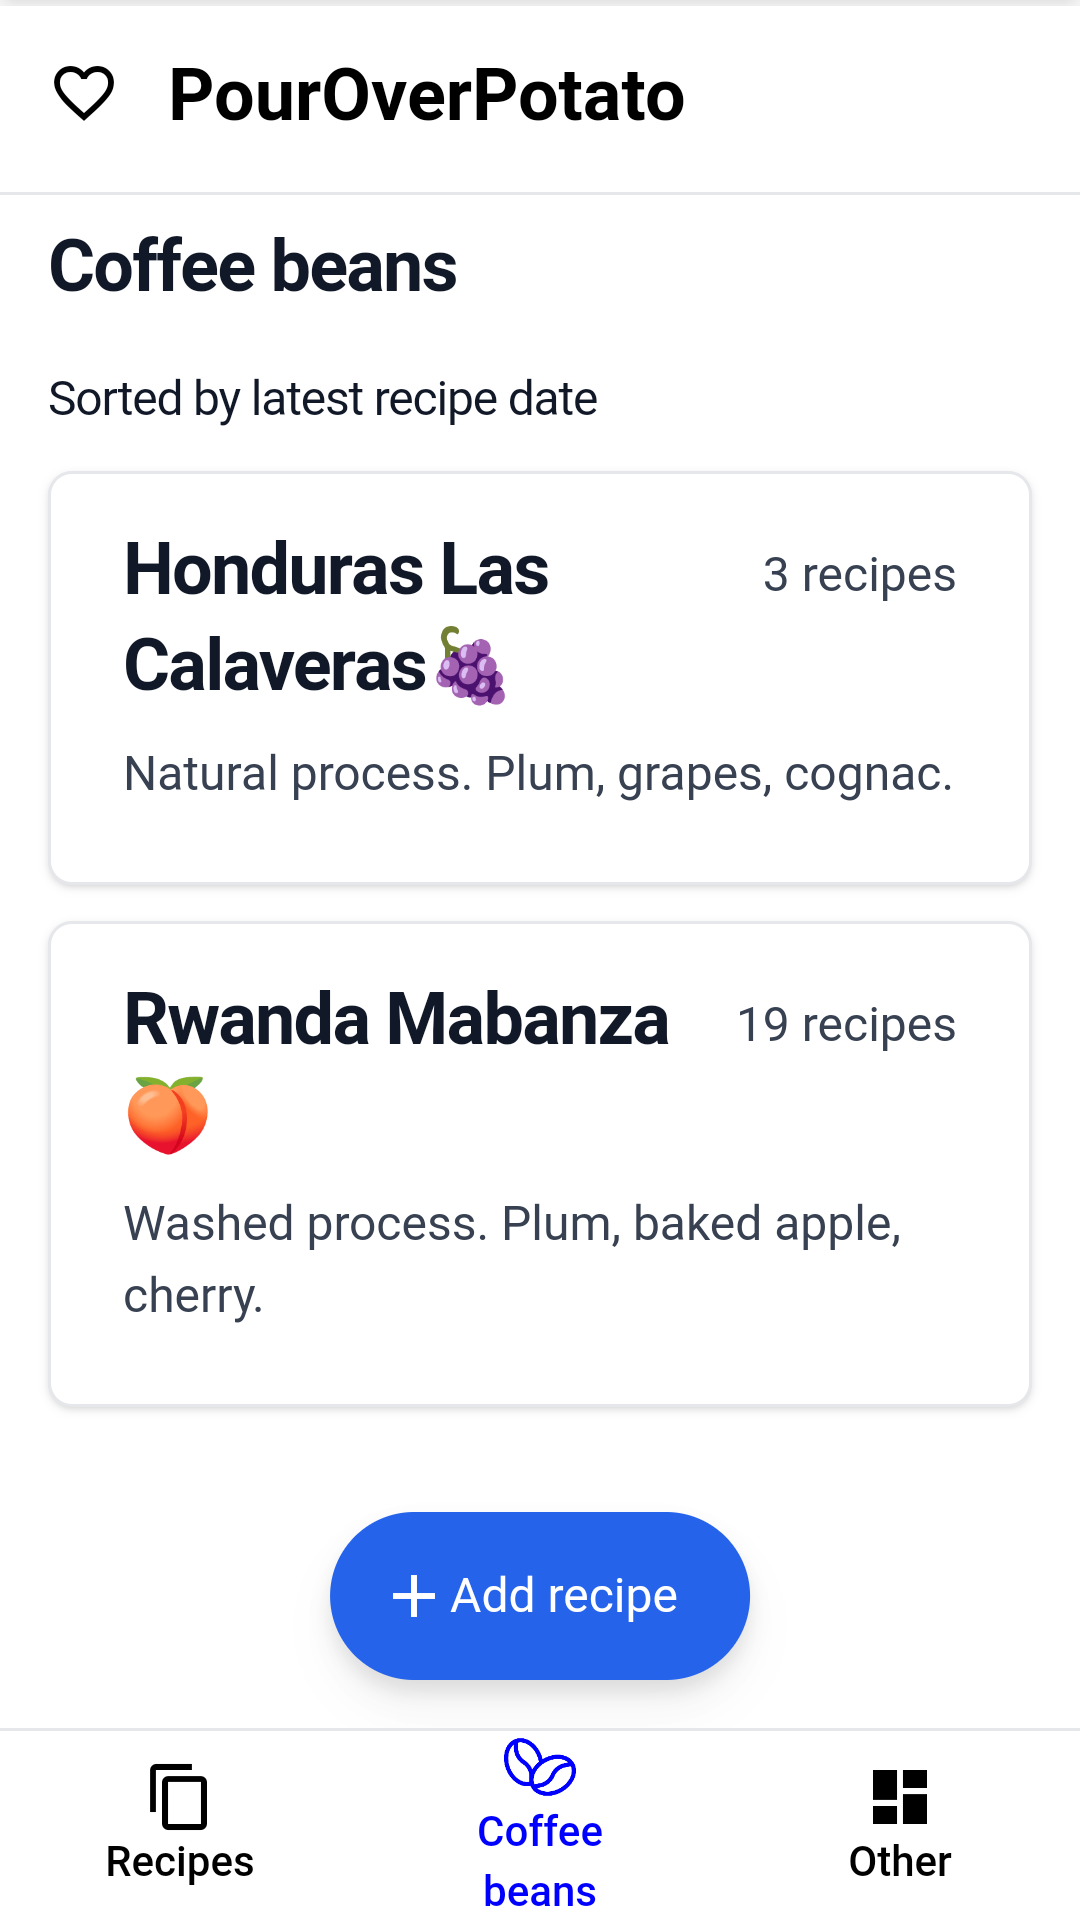 PourOverPotato
Coffee beans
Sorted by latest recipe date
Honduras Las
Calaveras🍇
3 recipes
Natural process. Plum, grapes, cognac.
Rwanda Mabanza
🍑
19 recipes
Washed process. Plum, baked apple,
cherry.
+ Add recipe
Recipes
Coffee
beans
Other